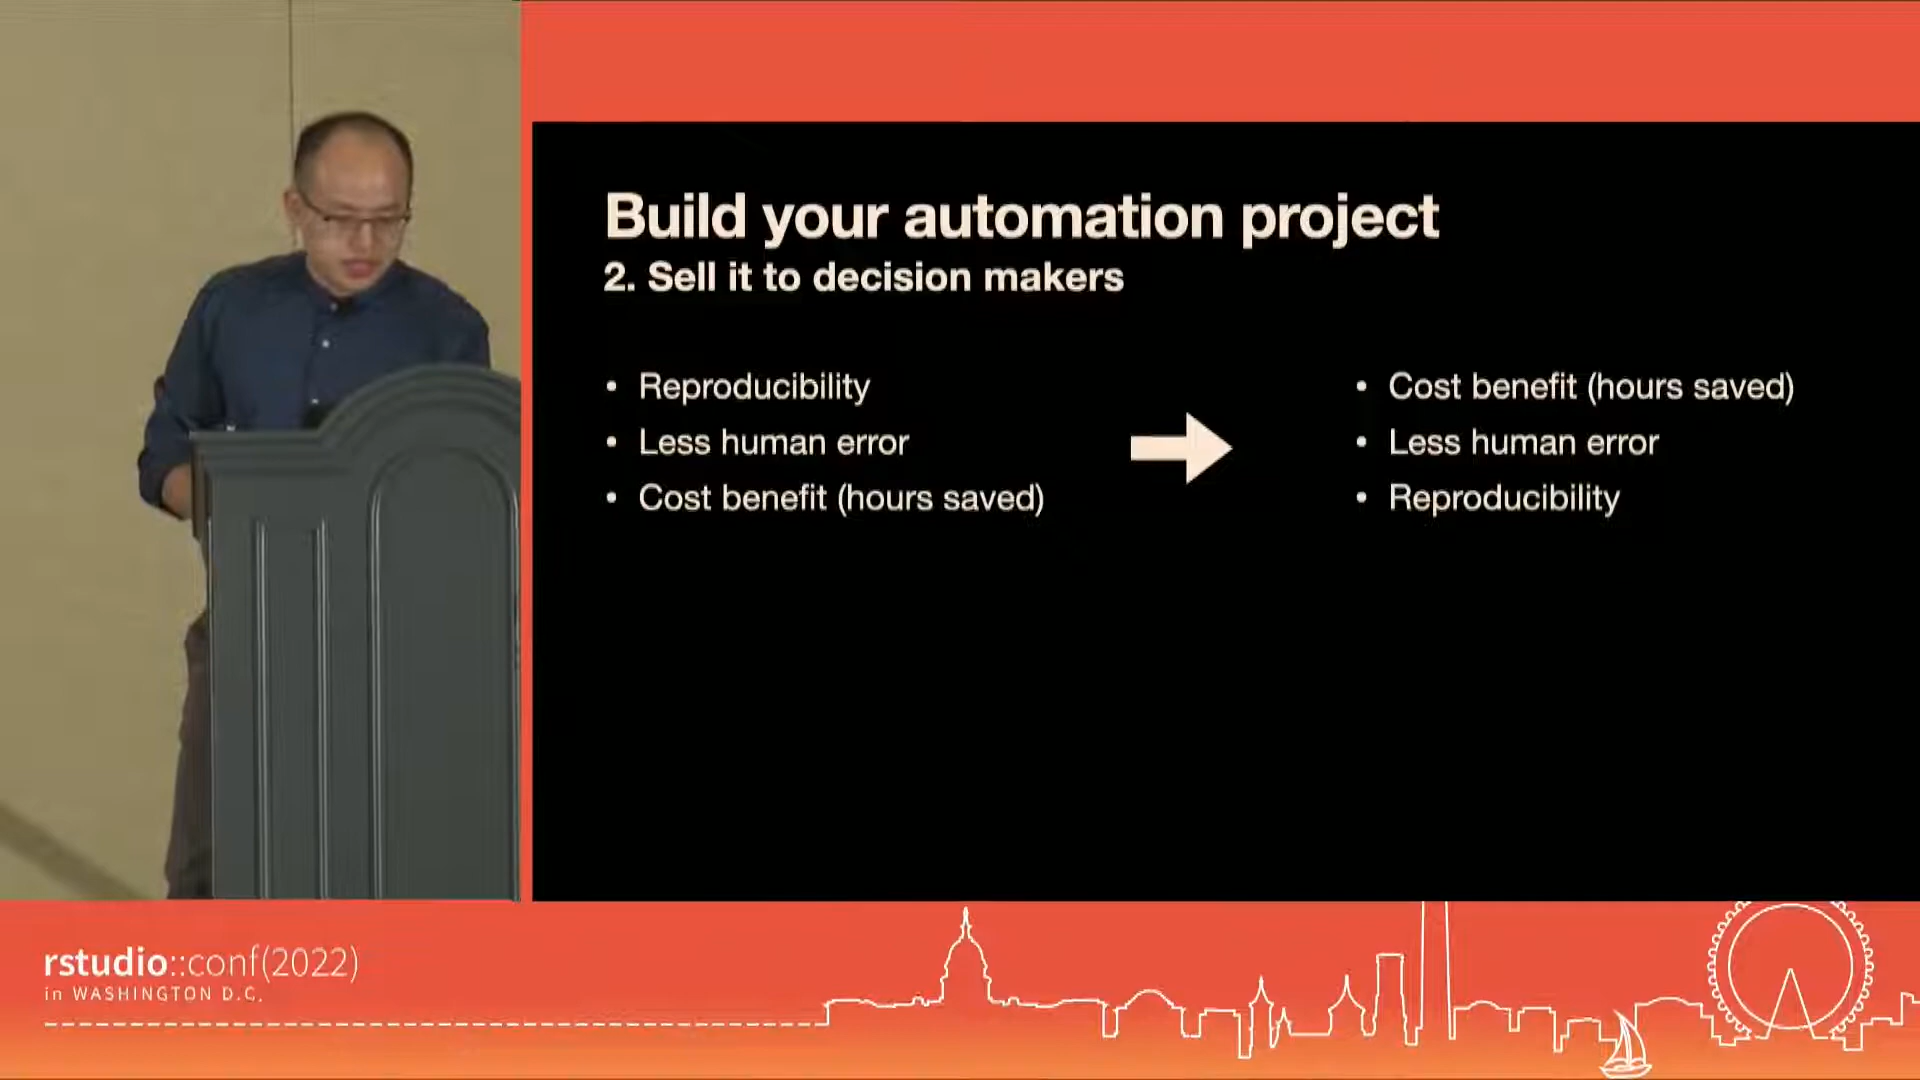 Build your automation project
2. Sell it to decision makers
• Reproducibility
• Less human error
• Cost benefit (hours saved)
• Cost benefit (hours saved)
• Less human error
• Reproducibility
rstudio::conf(2022)
in WASHINGTON D.C.